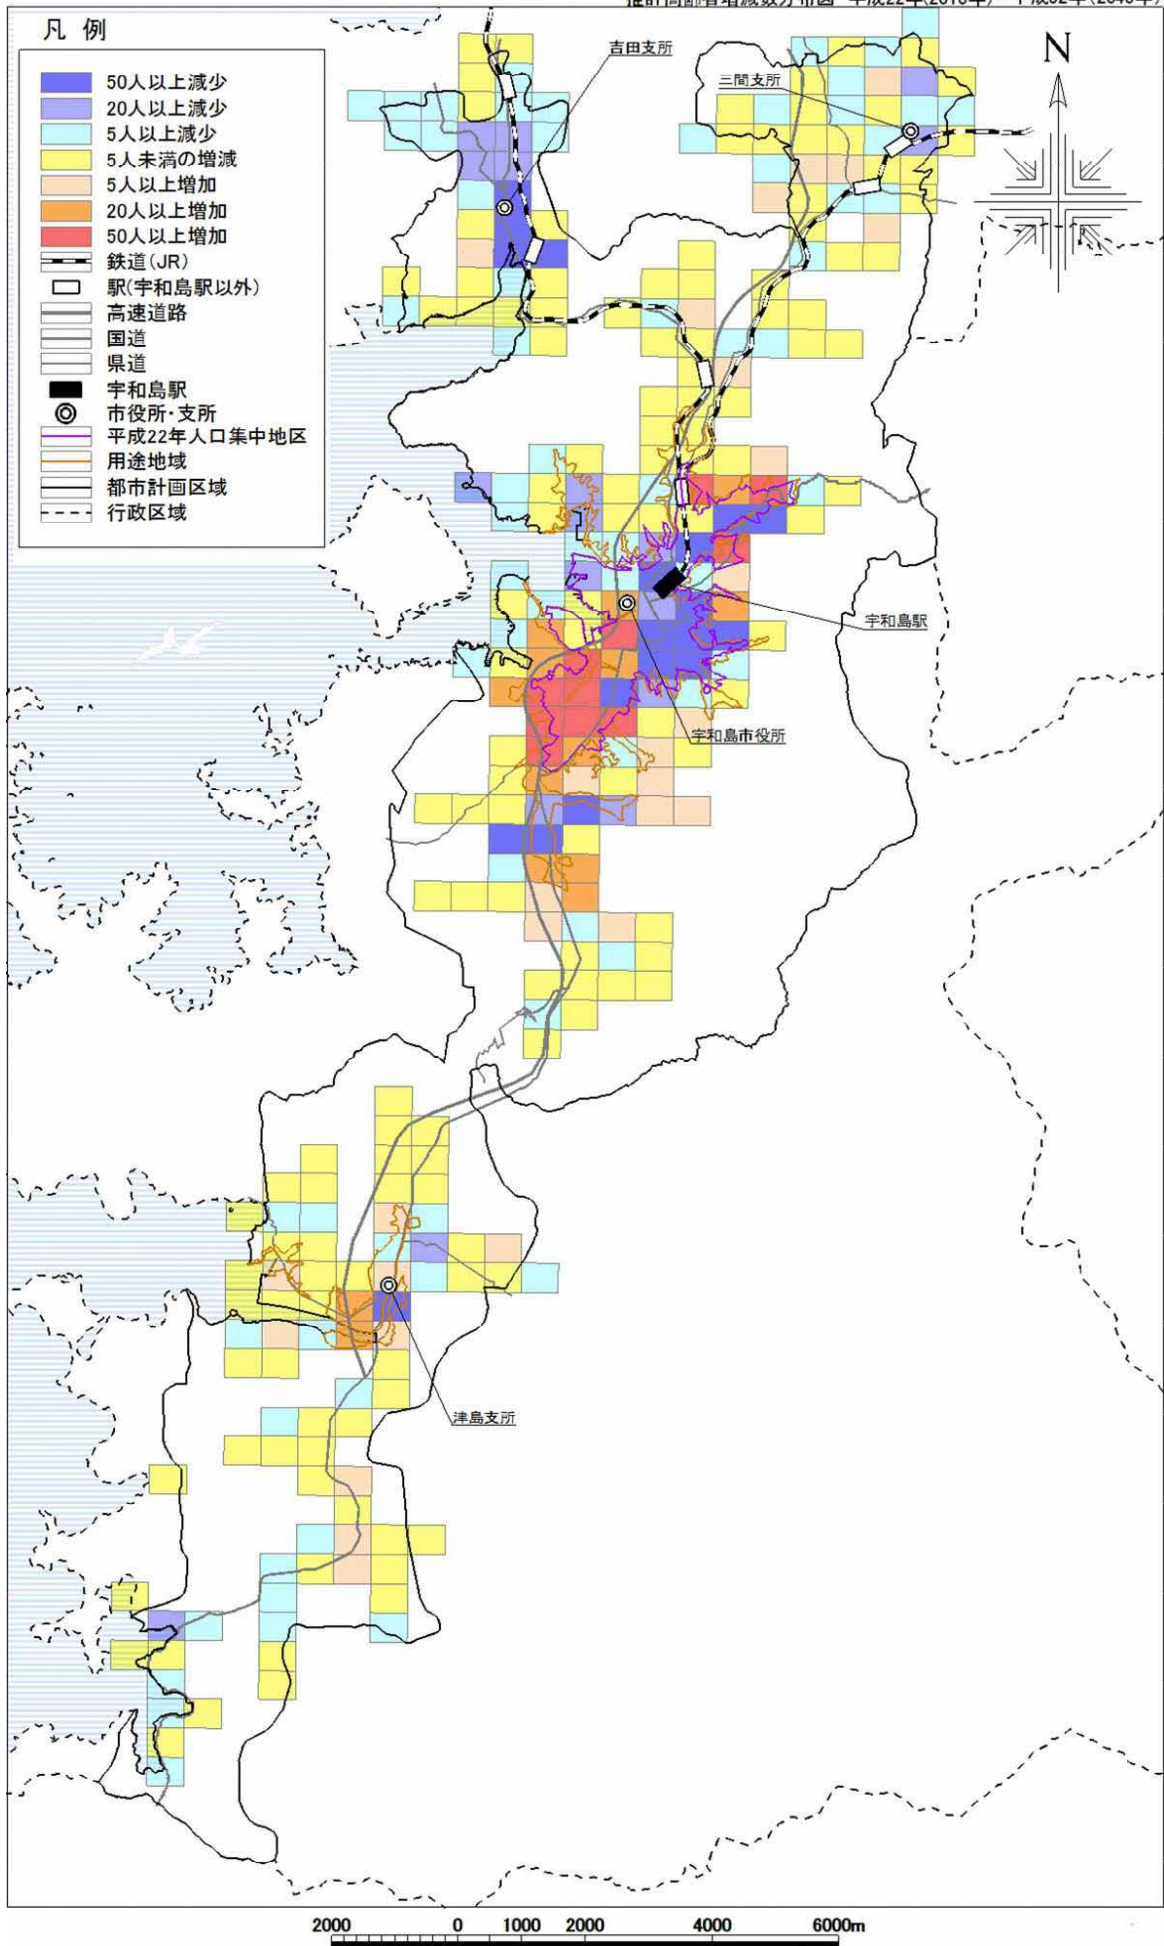 凡 例
50人以上減少
20人以上減少
5人以上減少
5人未満の増減
5人以上増加
20人以上増加
50人以上増加
鉄道(JR)
駅(宇和島駅以外)
高速道路
国道
県道
宇和島駅
市役所・支所
平成22年人口集中地区
用途地域
都市計画区域
行政区域
吉田支所
三間支所
N
宇和島駅
宇和島市役所
津島支所
2000 0 1000 2000 4000 6000m